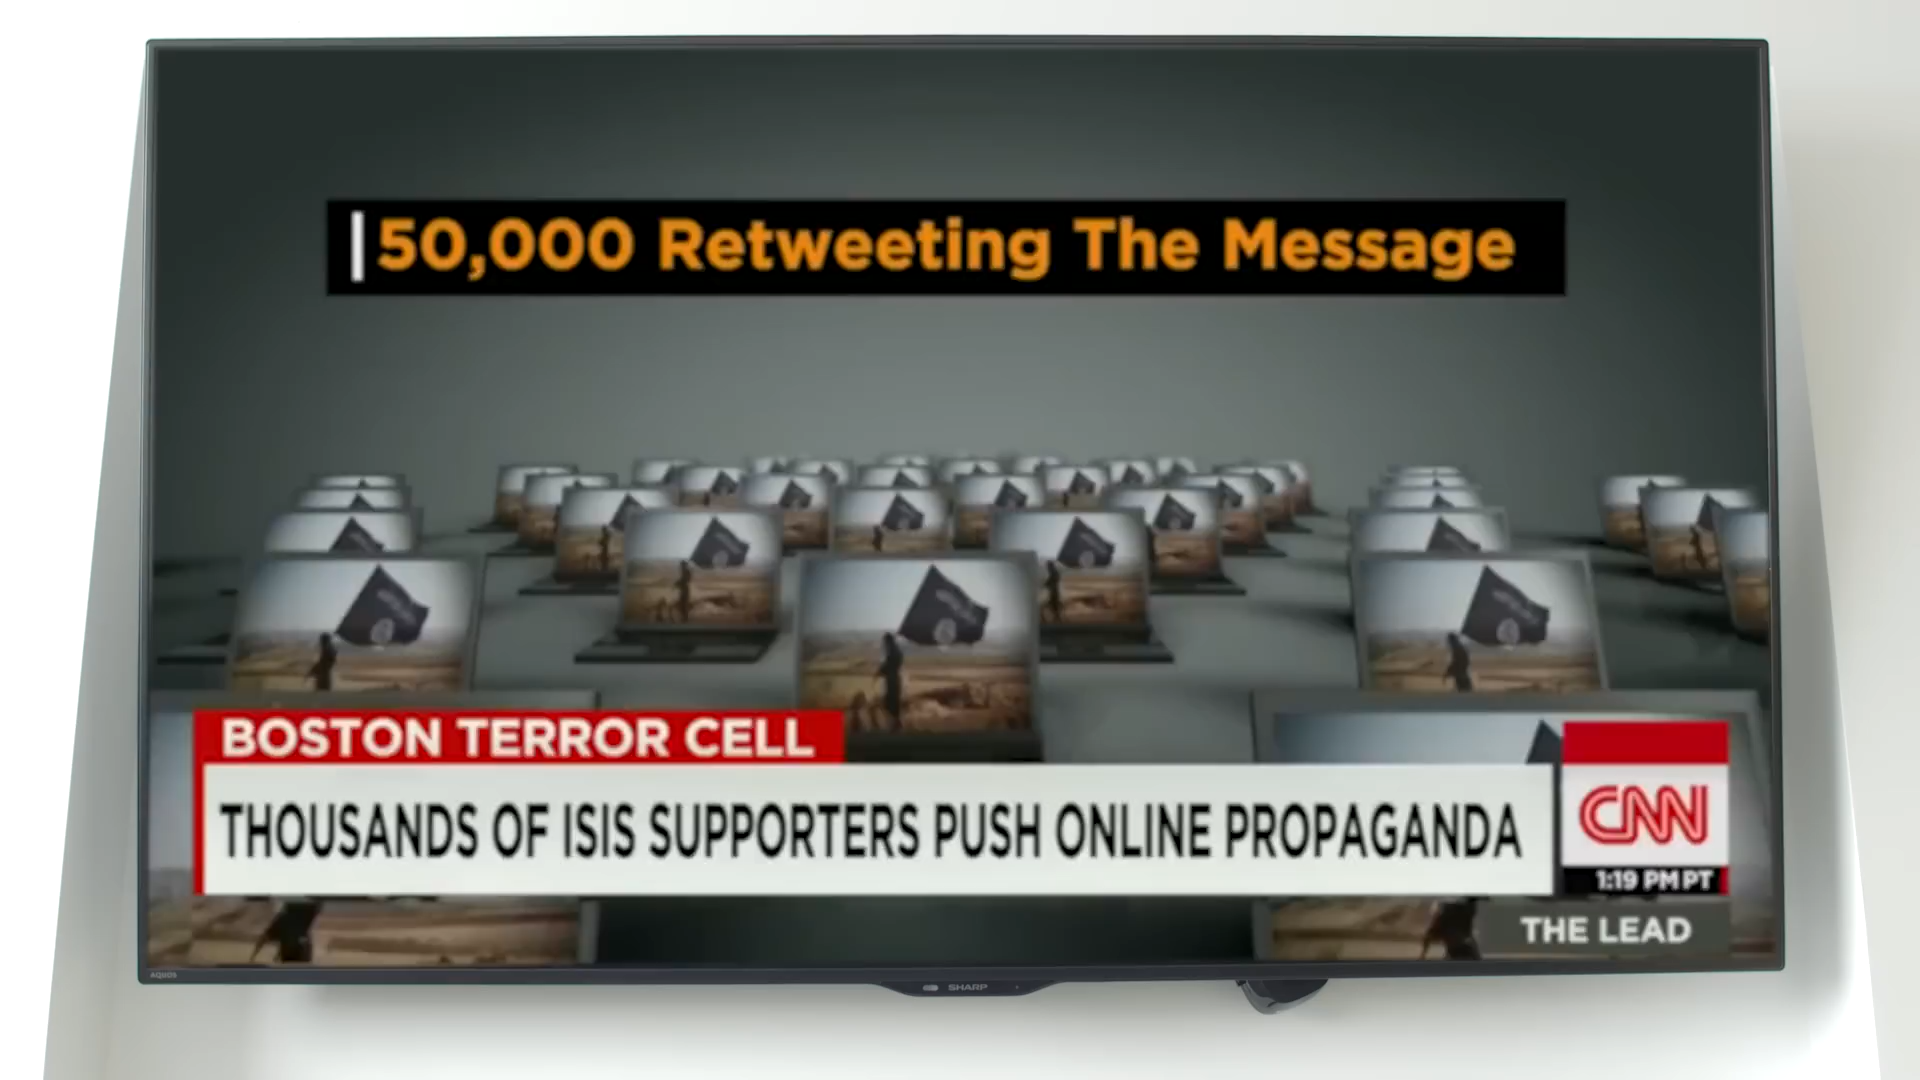 50,000 Retweeting The Message
BOSTON TERROR CELL
THOUSANDS OF ISIS SUPPORTERS PUSH ONLINE PROPAGANDA
CNN
1:19 PM PT
THE LEAD
AQUOS
SHARP